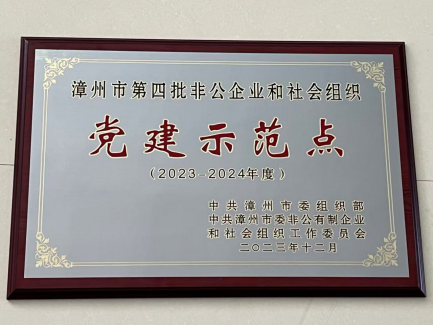 漳州市第四批非公企业和社会组织
党建示范点
（2023-2024年度）
中共漳州市委组织部
中共漳州市委非公有制企业
和社会组织工作委员会
二〇二三年十二月